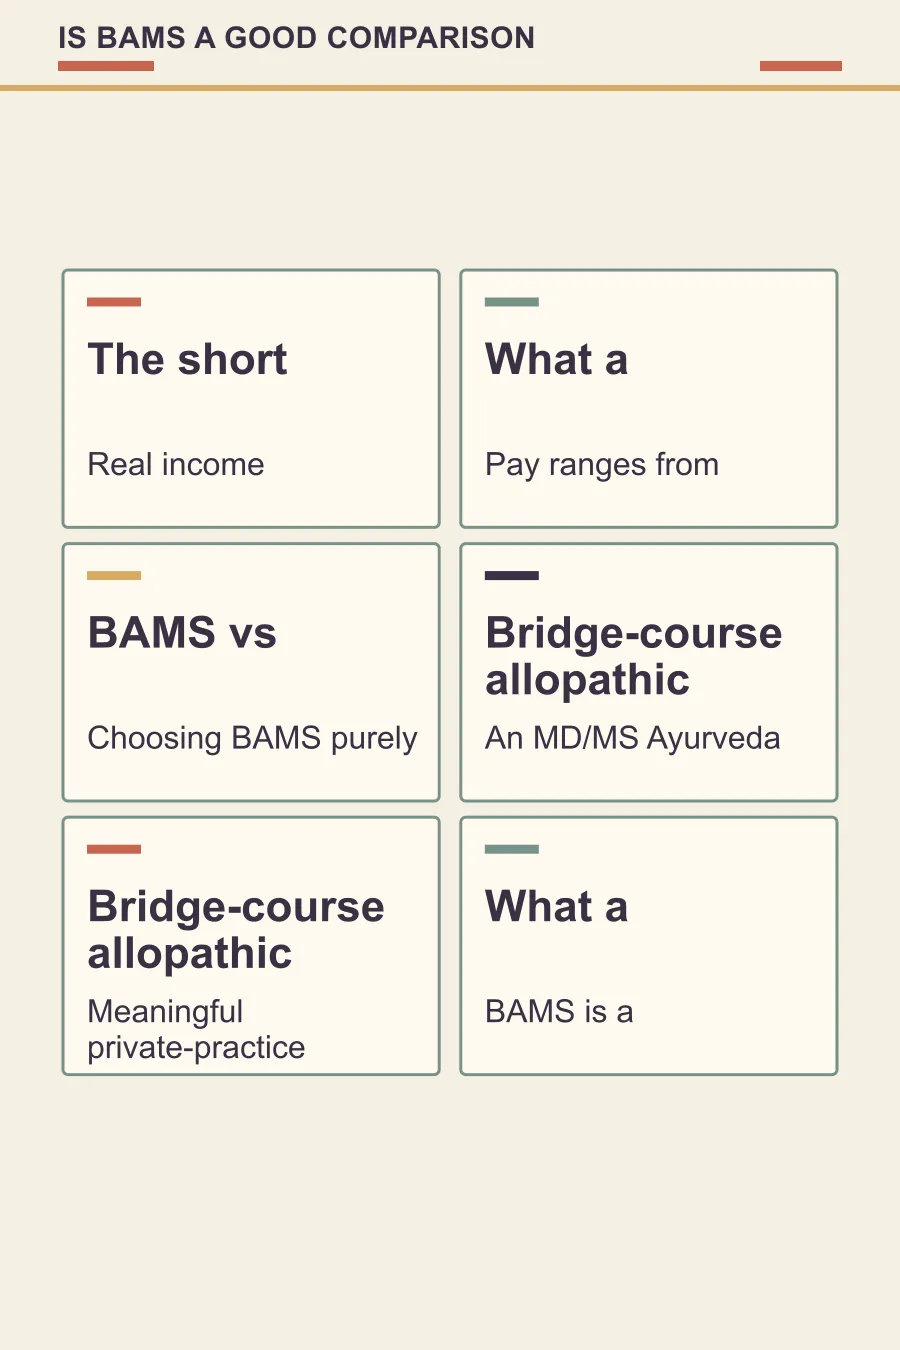 IS BAMS A GOOD COMPARISON
The short
Real income
What a
Pay ranges from
BAMS vs
Choosing BAMS purely
Bridge-course
allopathic
An MD/MS Ayurveda
Bridge-course
allopathic
Meaningful
private-practice
What a
BAMS is a